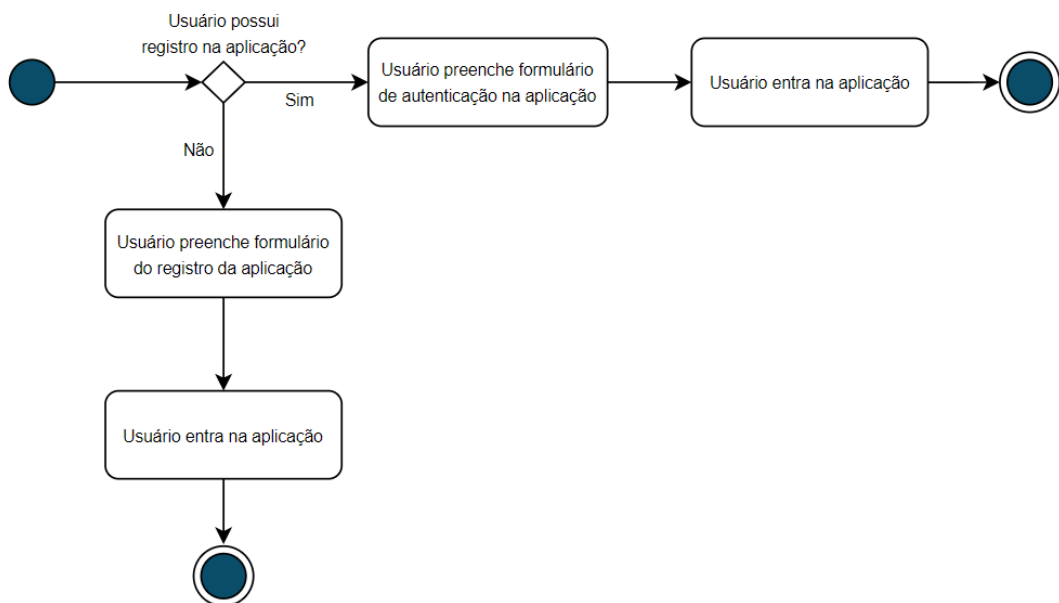 Usuário possui
registro na aplicação?
Sim
Usuário preenche formulário
de autenticação na aplicação
Usuário entra na aplicação
Não
Usuário preenche formulário
do registro da aplicação
Usuário entra na aplicação